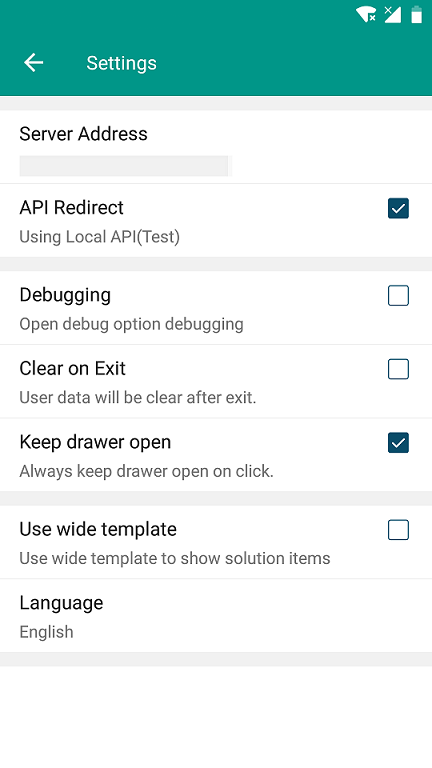 Settings
Server Address
API Redirect
Using Local API(Test)
Debugging
Open debug option debugging
Clear on Exit
User data will be clear after exit.
Keep drawer open
Always keep drawer open on click.
Use wide template
Use wide template to show solution items
Language
English